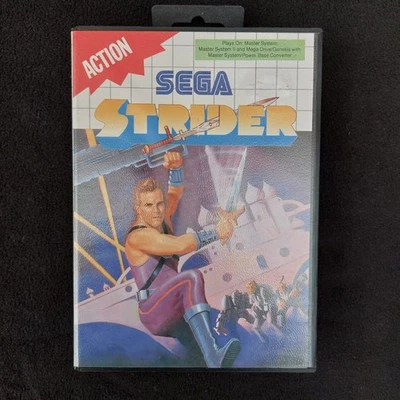 ACTION
Plays On: Master System,
Master System II and Mega Drive/Genesis with
Master System/Power Base Converter
SEGA
STRIDER